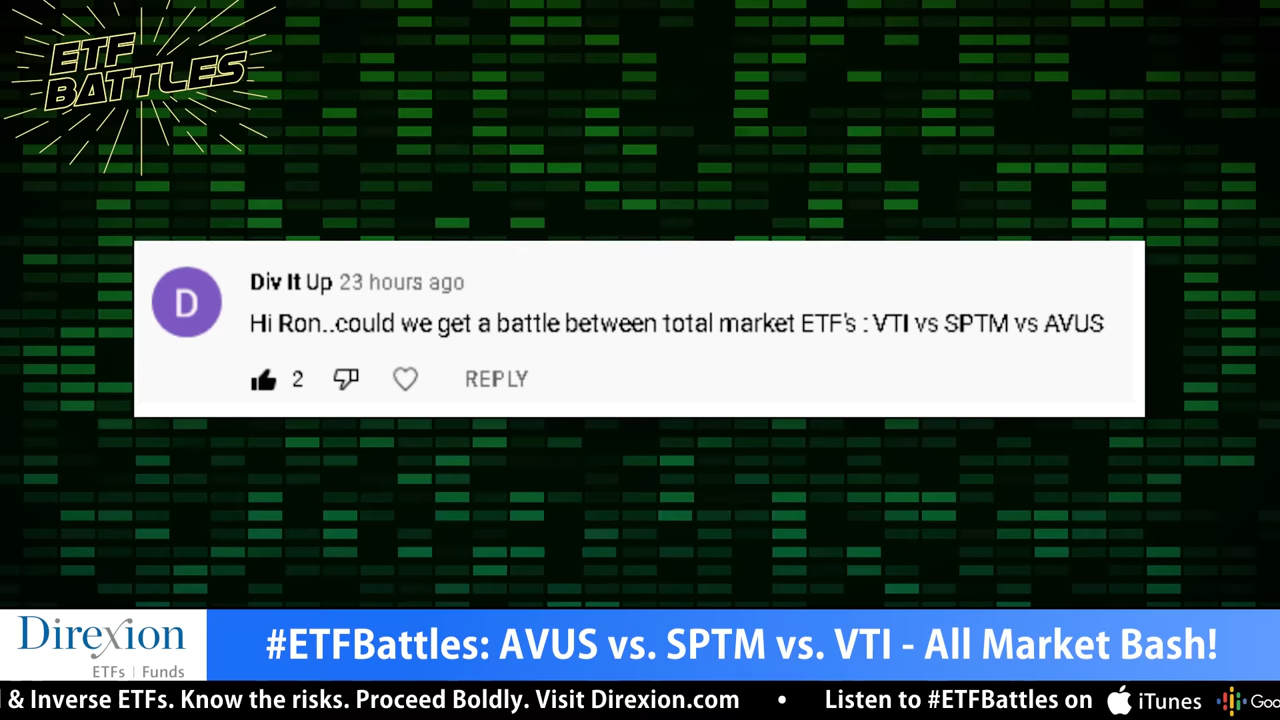 ETF
BATTLES
D
Div It Up 23 hours ago
Hi Ron..could we get a battle between total market ETF's : VTI vs SPTM vs AVUS
2
REPLY
Direxion
ETFs | Funds
#ETFBattles: AVUS vs. SPTM vs. VTI - All Market Bash!
& Inverse ETFs. Know the risks. Proceed Boldly. Visit Direxion.com • Listen to #ETFBattles on iTunes